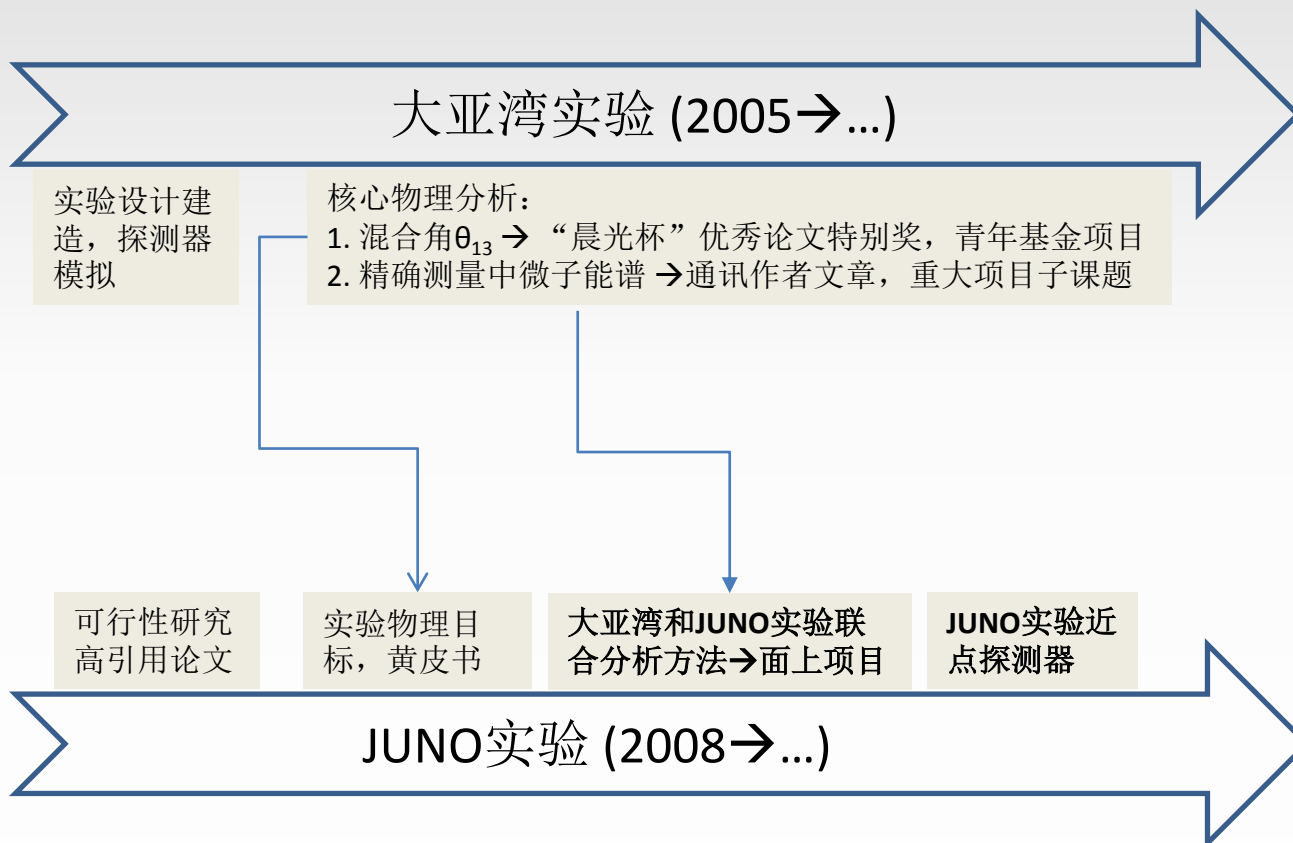 大亚湾实验 (2005→…)
实验设计建
造，探测器
模拟
核心物理分析：
1. 混合角θ₁₃ → “晨光杯”优秀论文特别奖，青年基金项目
2. 精确测量中微子能谱 →通讯作者文章，重大项目子课题
可行性研究
高引用论文
实验物理目
标，黄皮书
大亚湾和JUNO实验联
合分析方法→面上项目
JUNO实验近
点探测器
JUNO实验 (2008→…)